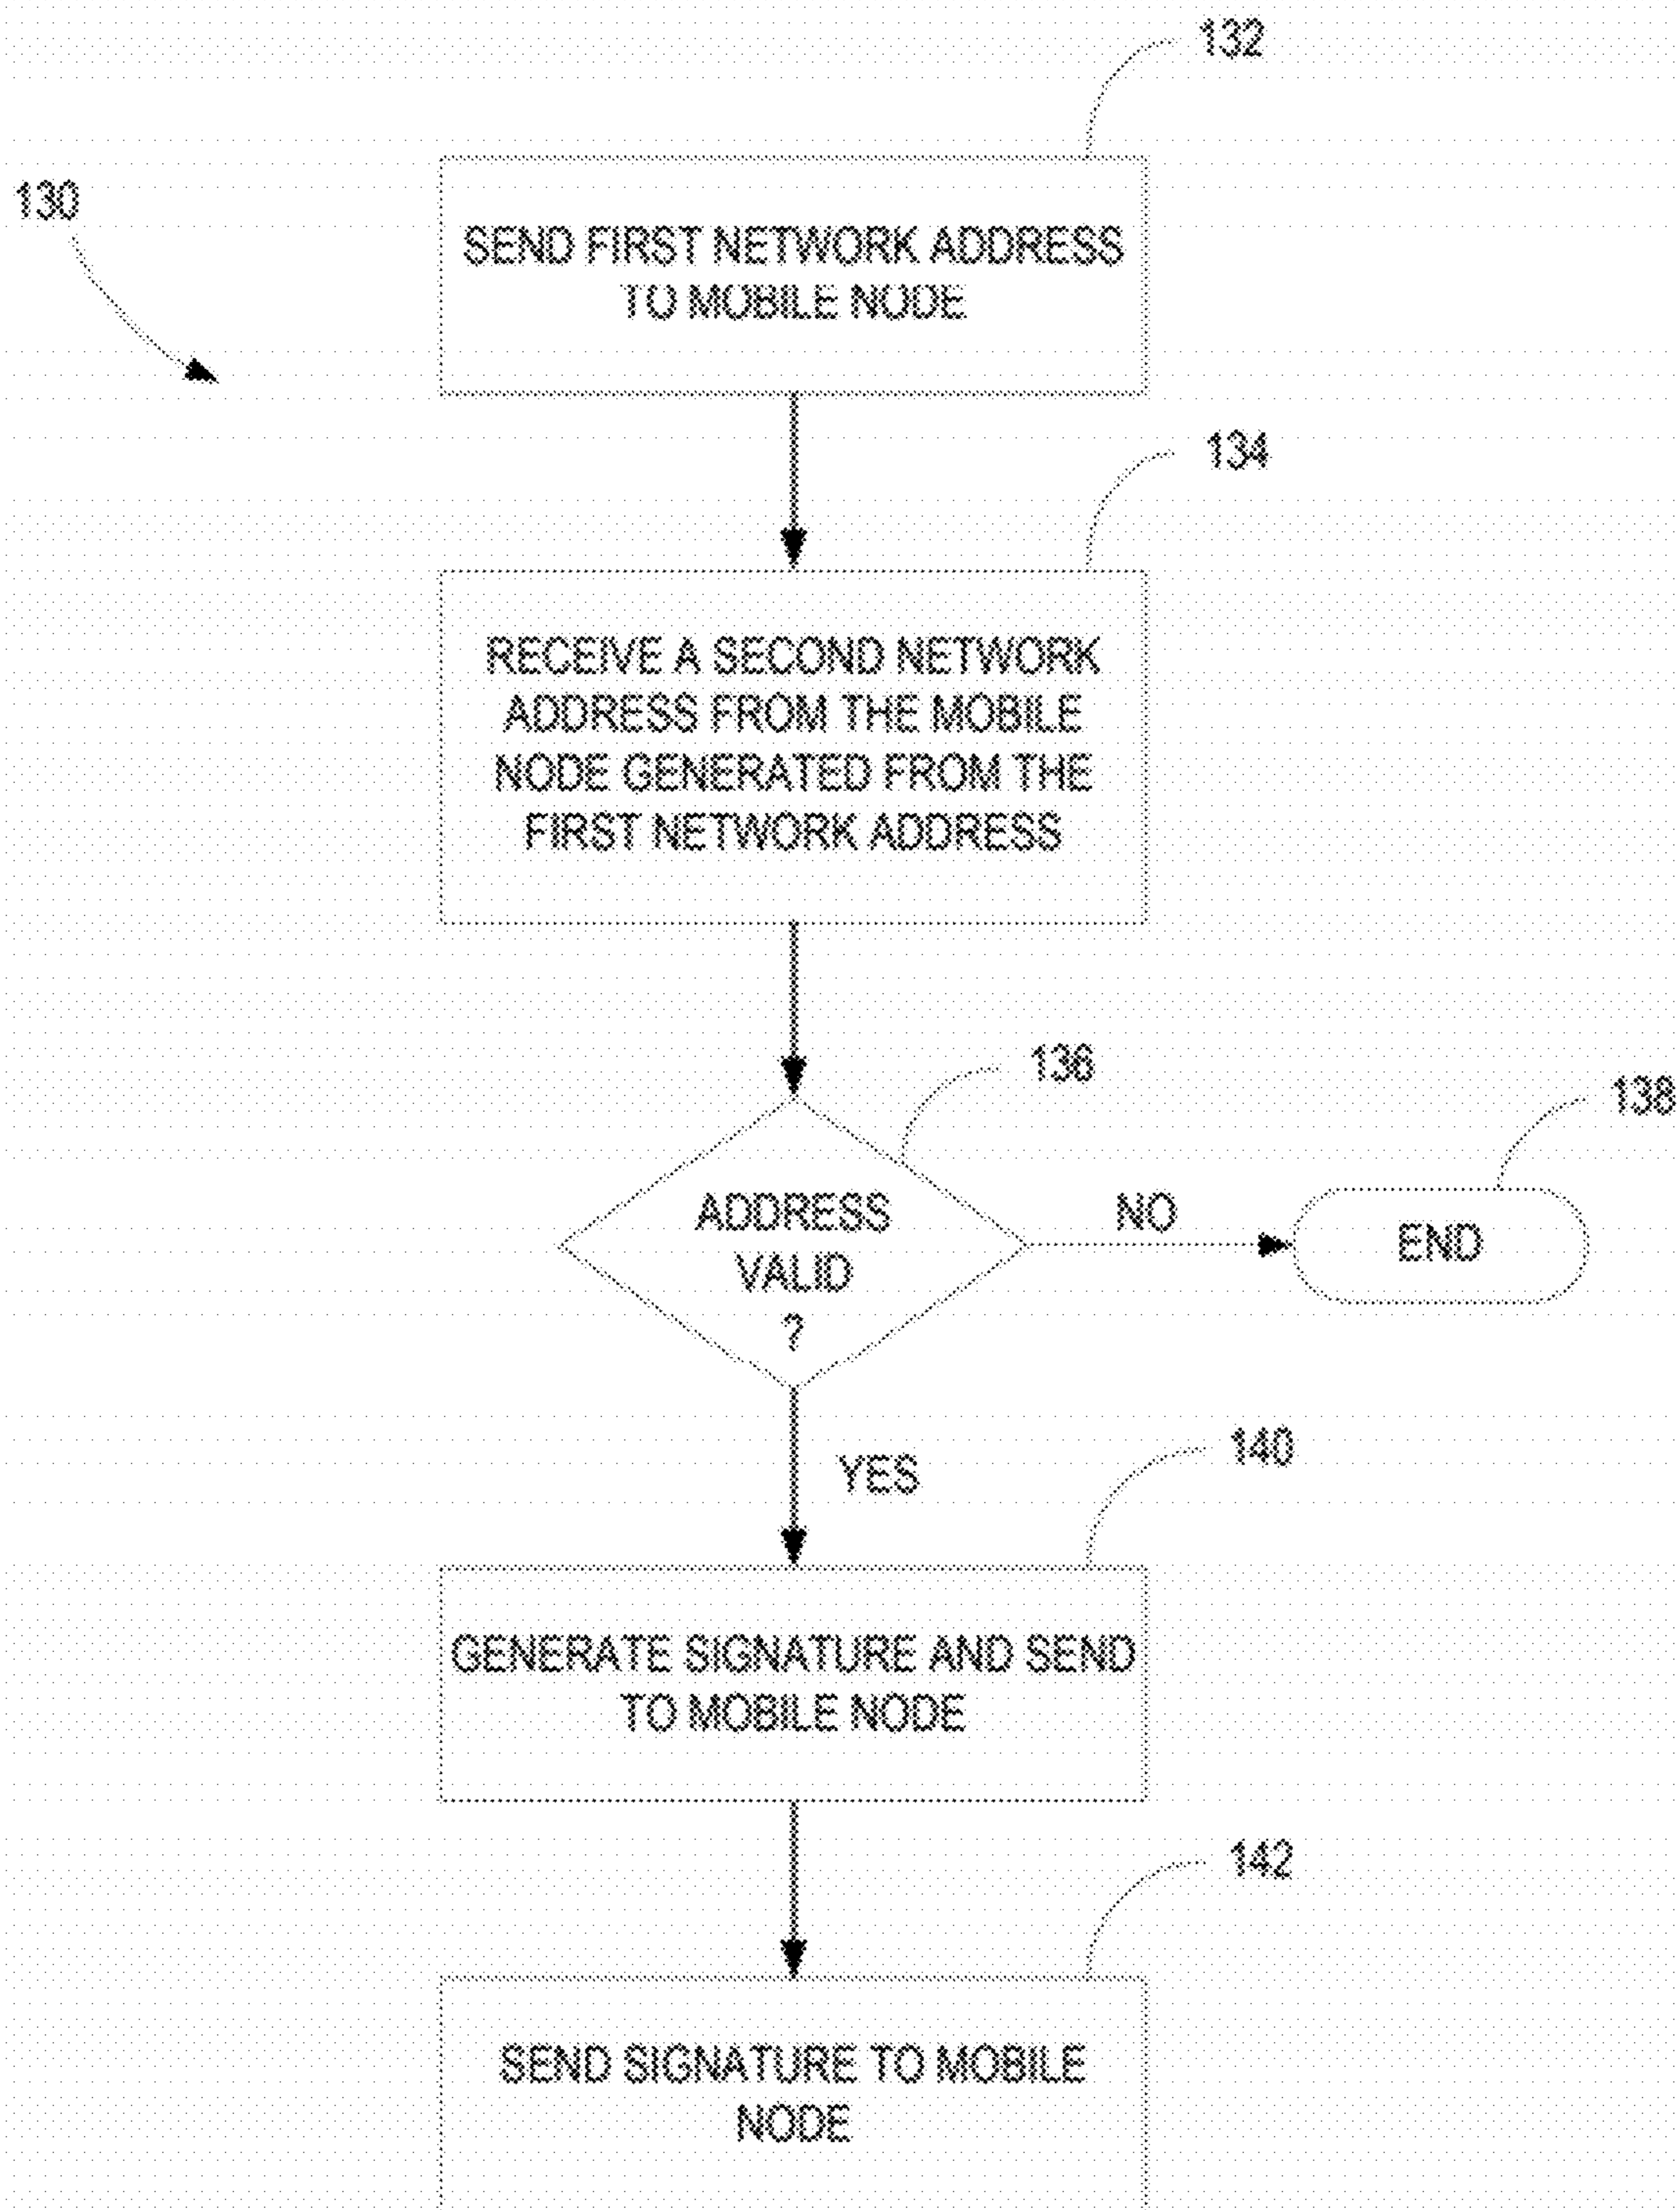 132
130
SEND FIRST NETWORK ADDRESS
TO MOBILE NODE
134
RECEIVE A SECOND NETWORK
ADDRESS FROM THE MOBILE
NODE GENERATED FROM THE
FIRST NETWORK ADDRESS
136
138
ADDRESS
VALID
?
NO
END
YES
140
GENERATE SIGNATURE AND SEND
TO MOBILE NODE
142
SEND SIGNATURE TO MOBILE
NODE